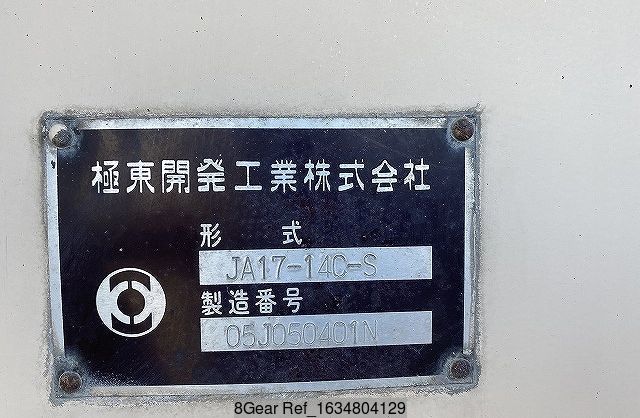 極東開発工業株式会社
形 式
JA17-14C-S
製造番号
05J050401N
8Gear Ref_1634804129